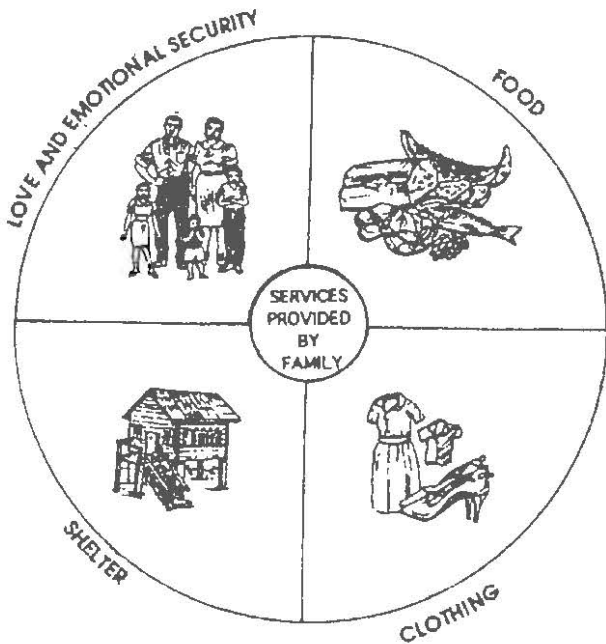 LOVE AND EMOTIONAL SECURITY
FOOD
SERVICES
PROVIDED
BY
FAMILY
SHELTER
CLOTHING